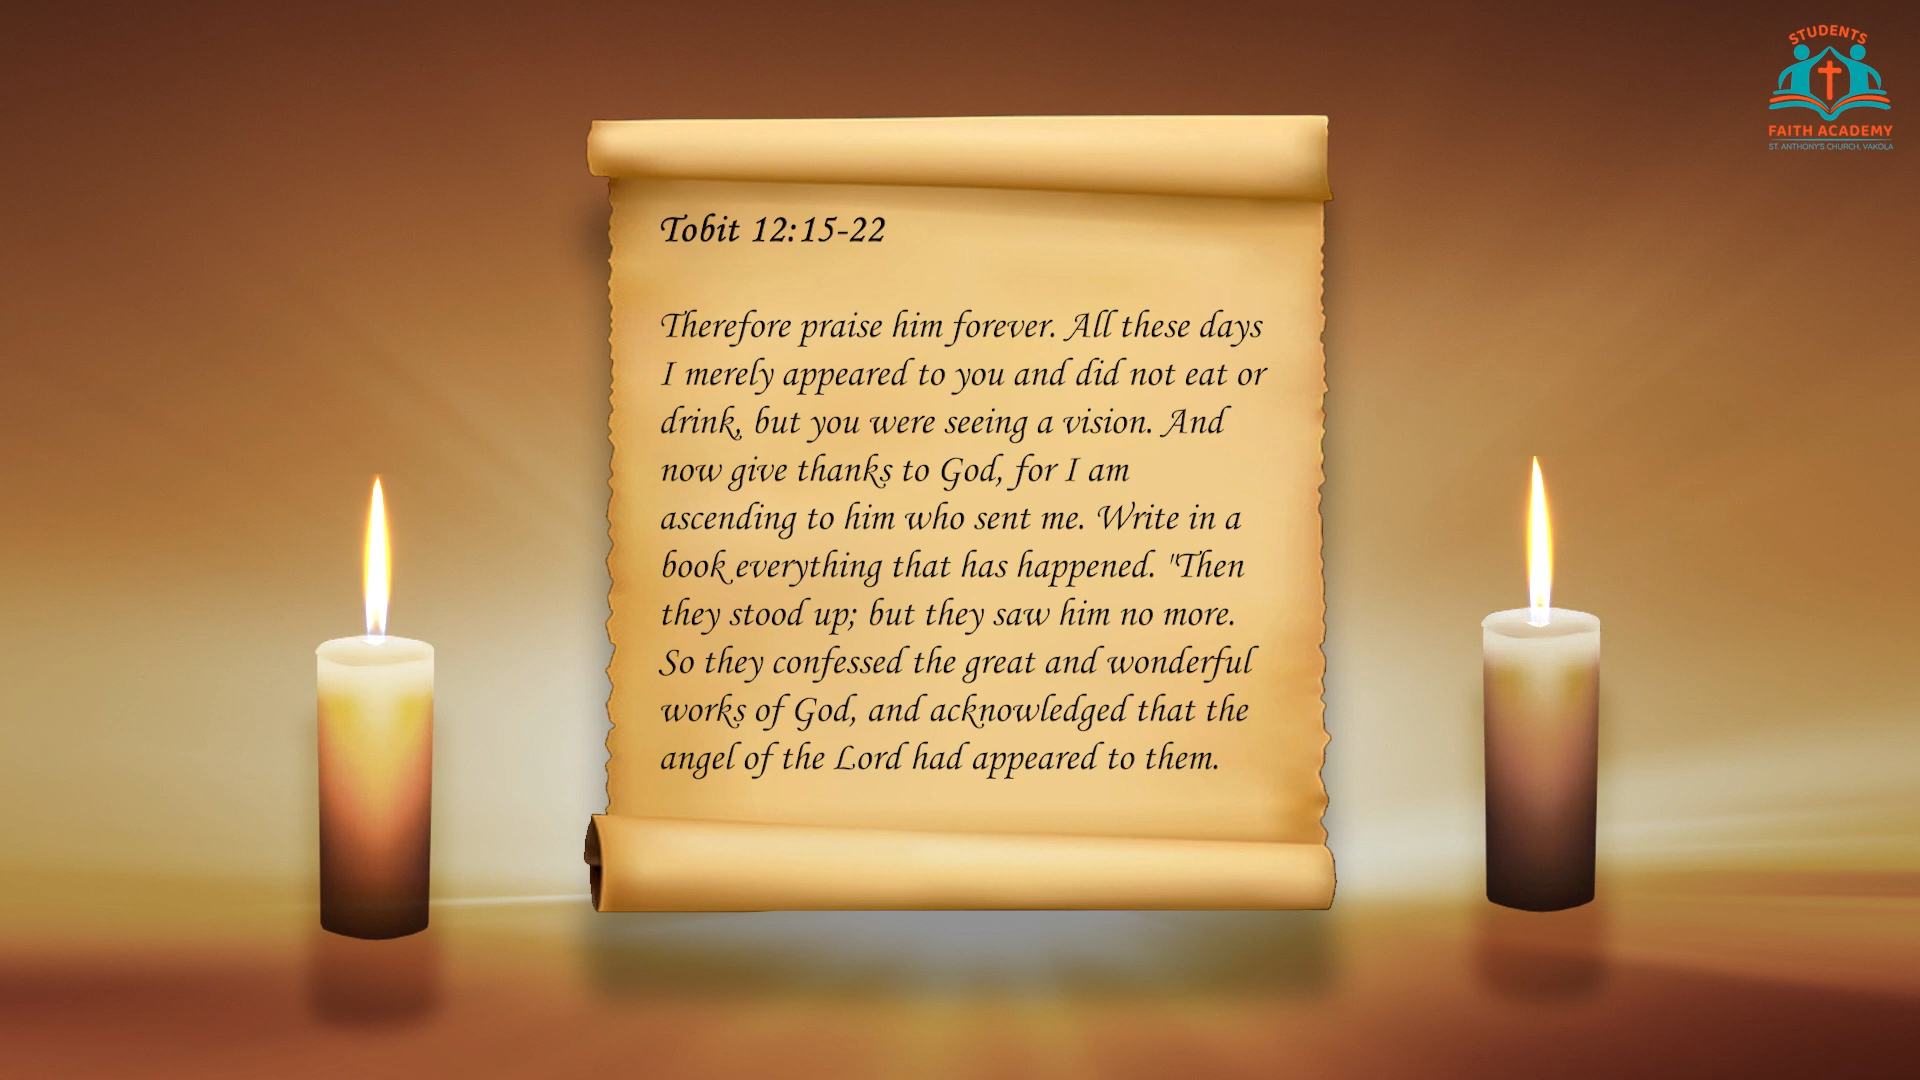 STUDENTS
FAITH ACADEMY
ST. ANTHONY'S CHURCH, VAKOLA
Tobit 12:15-22
Therefore praise him forever. All these days
I merely appeared to you and did not eat or
drink, but you were seeing a vision. And
now give thanks to God, for I am
ascending to him who sent me. Write in a
book everything that has happened. "Then
they stood up; but they saw him no more.
So they confessed the great and wonderful
works of God, and acknowledged that the
angel of the Lord had appeared to them.